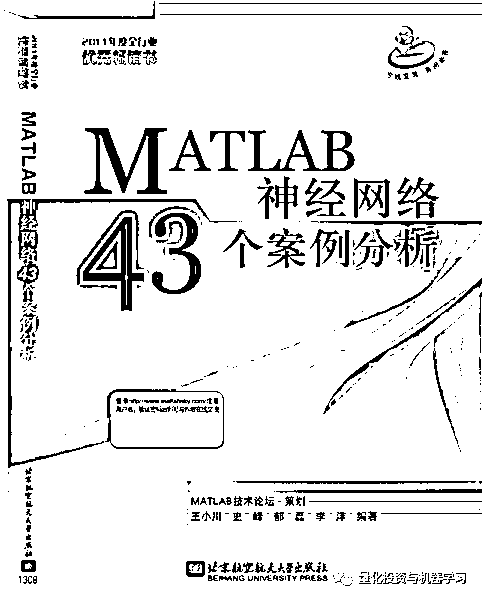 2011年度全行业
优秀畅销书
MATLAB
神经网络
43
个案例分析
MATLAB神经网络43个案例分析
MATLAB技术论坛 策划
王小川 史峰 郁磊 李洋 编著
北京航空航天大学出版社
BEIHANG UNIVERSITY PRESS
北京航空航天大学出版社
1308
量化投资与机器学习